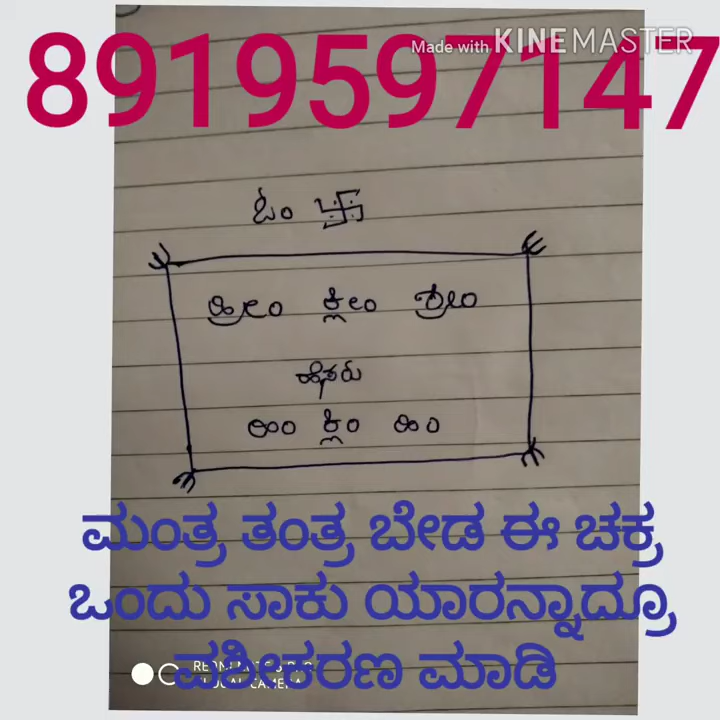 Made with KINEMASTER
8919597147
ಓಂ 卐
ಹ್ರೀಂ ಕ್ಲೀಂ ಶ್ರೀಂ
ಹೆಸರು
ಕ್ಲಿಂ ಹಿಂ
ಮಂತ್ರ ತಂತ್ರ ಬೇಡ ಈ ಚಕ್ರ
ಒಂದು ಸಾಕು ಯಾರನ್ನಾದ್ರೂ
ವಶೀಕರಣ ಮಾಡಿ